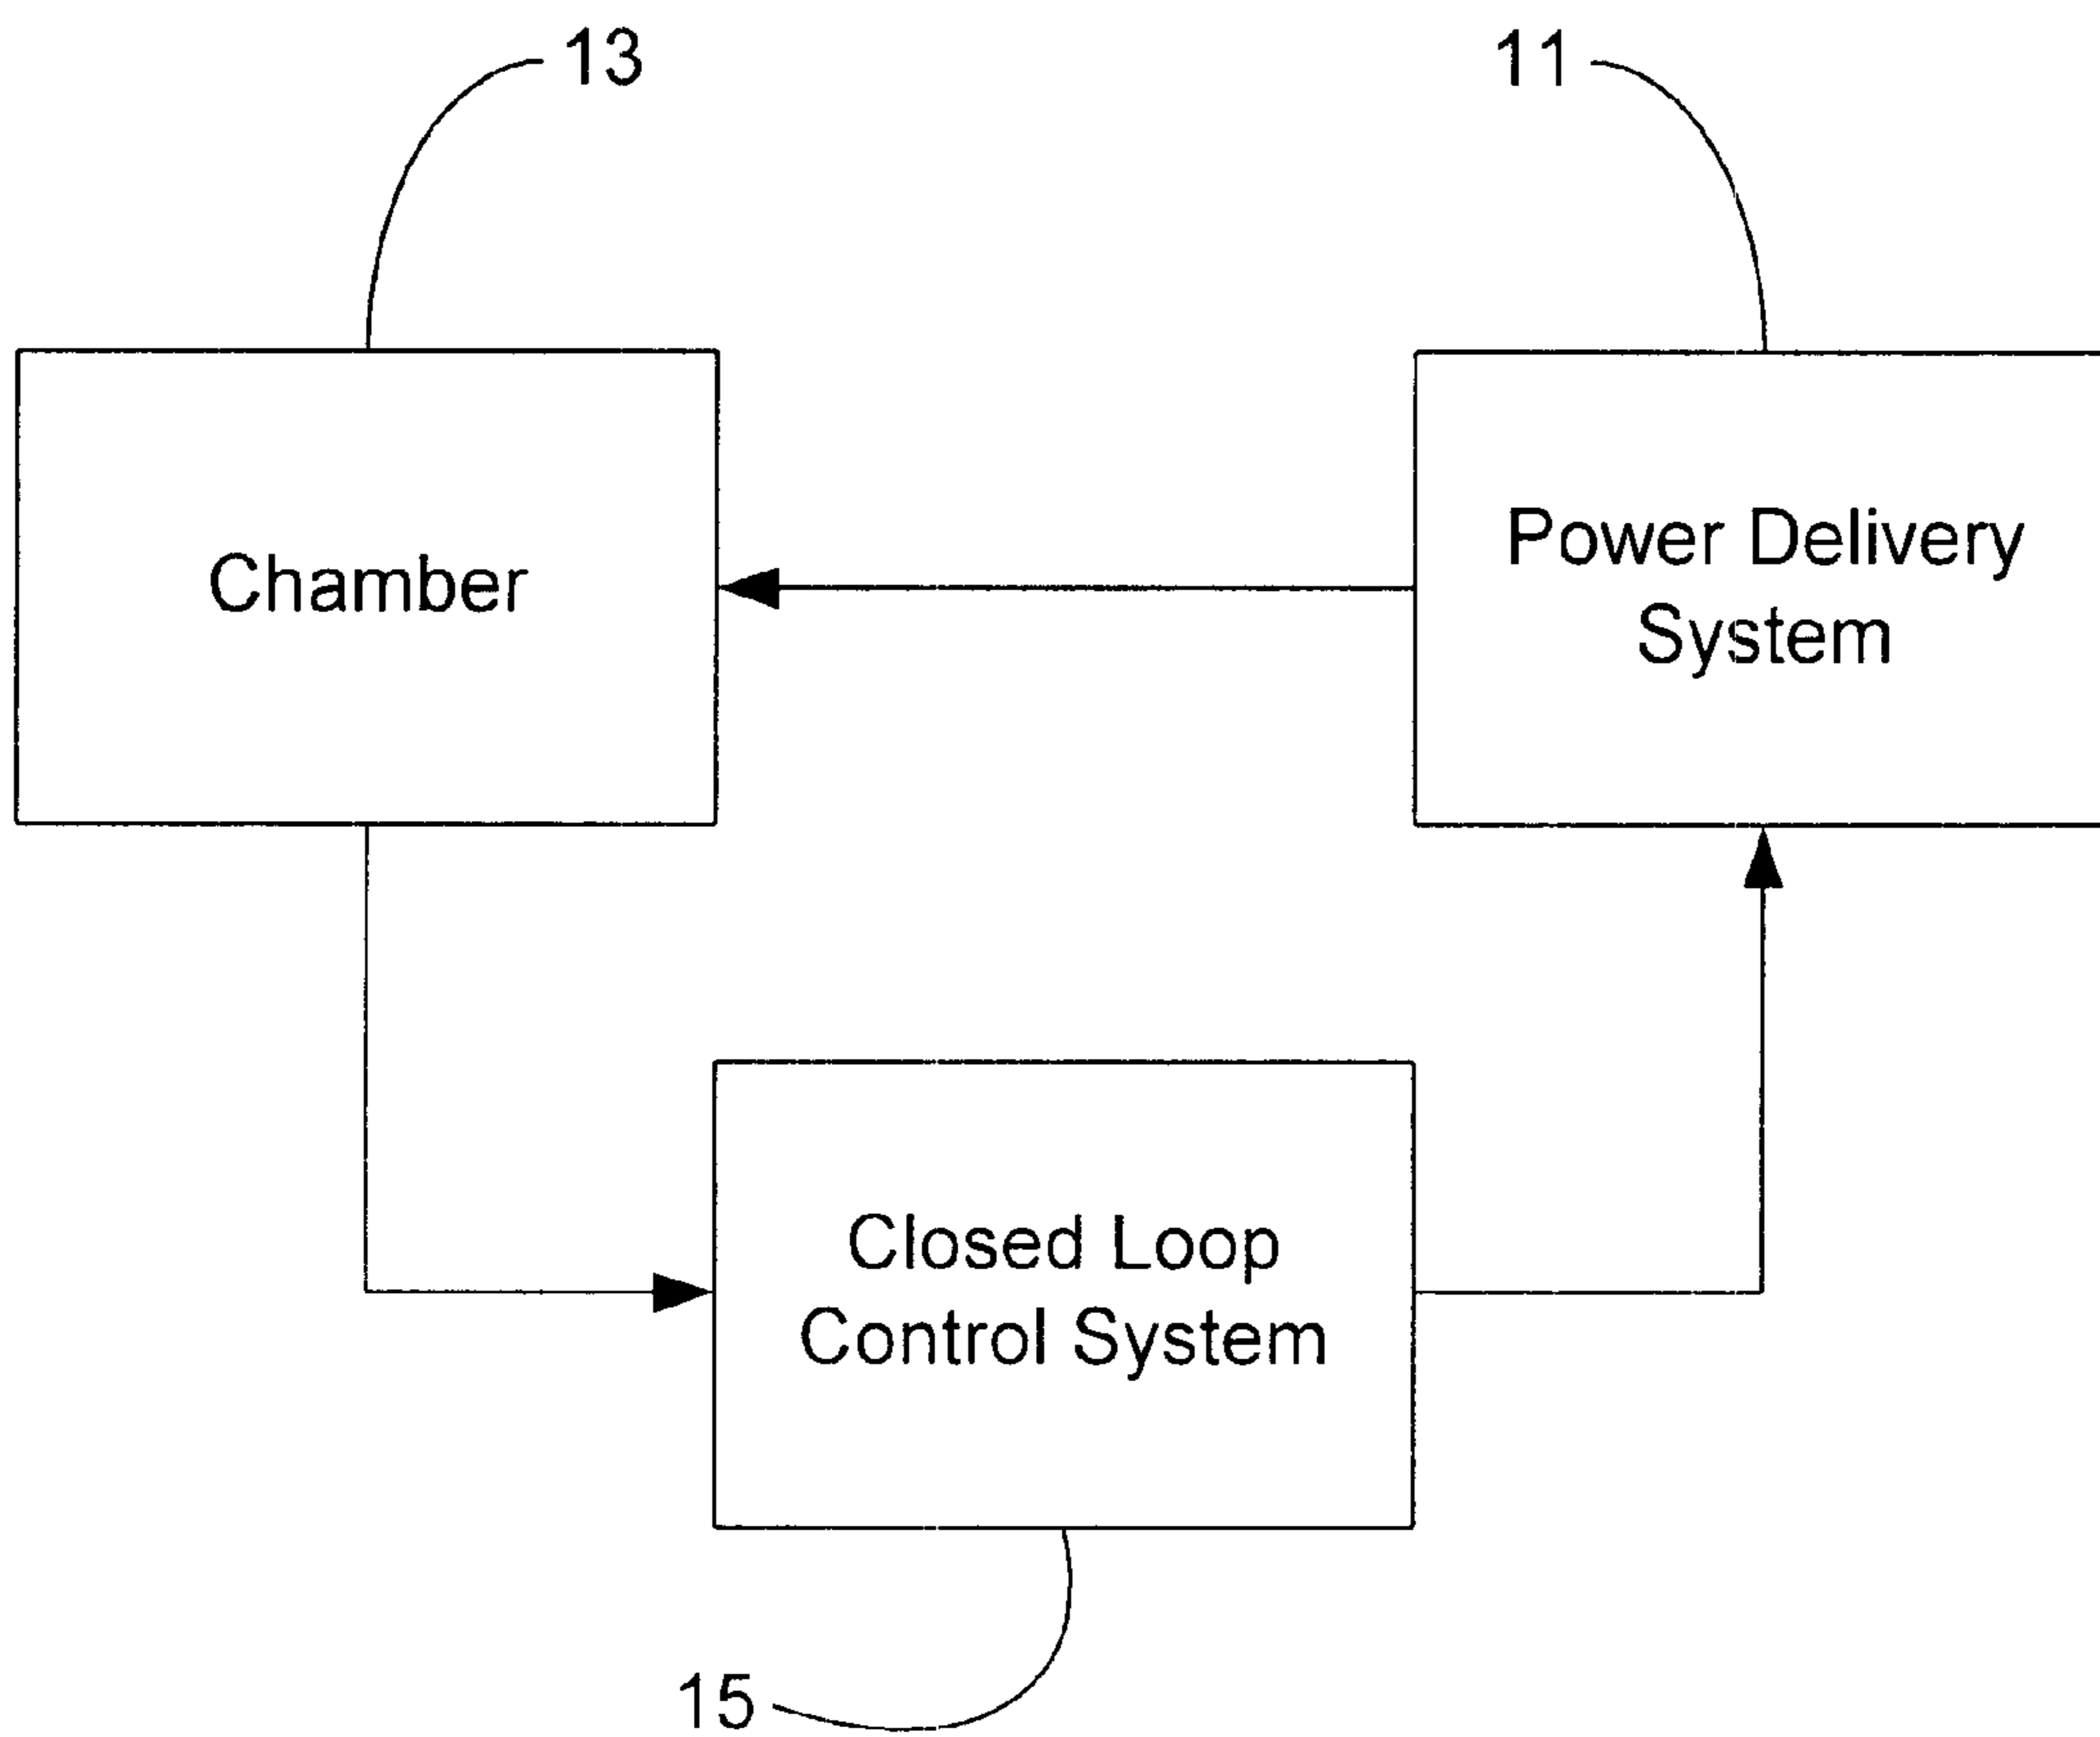 13
11
Chamber
Power Delivery
System
Closed Loop
Control System
15